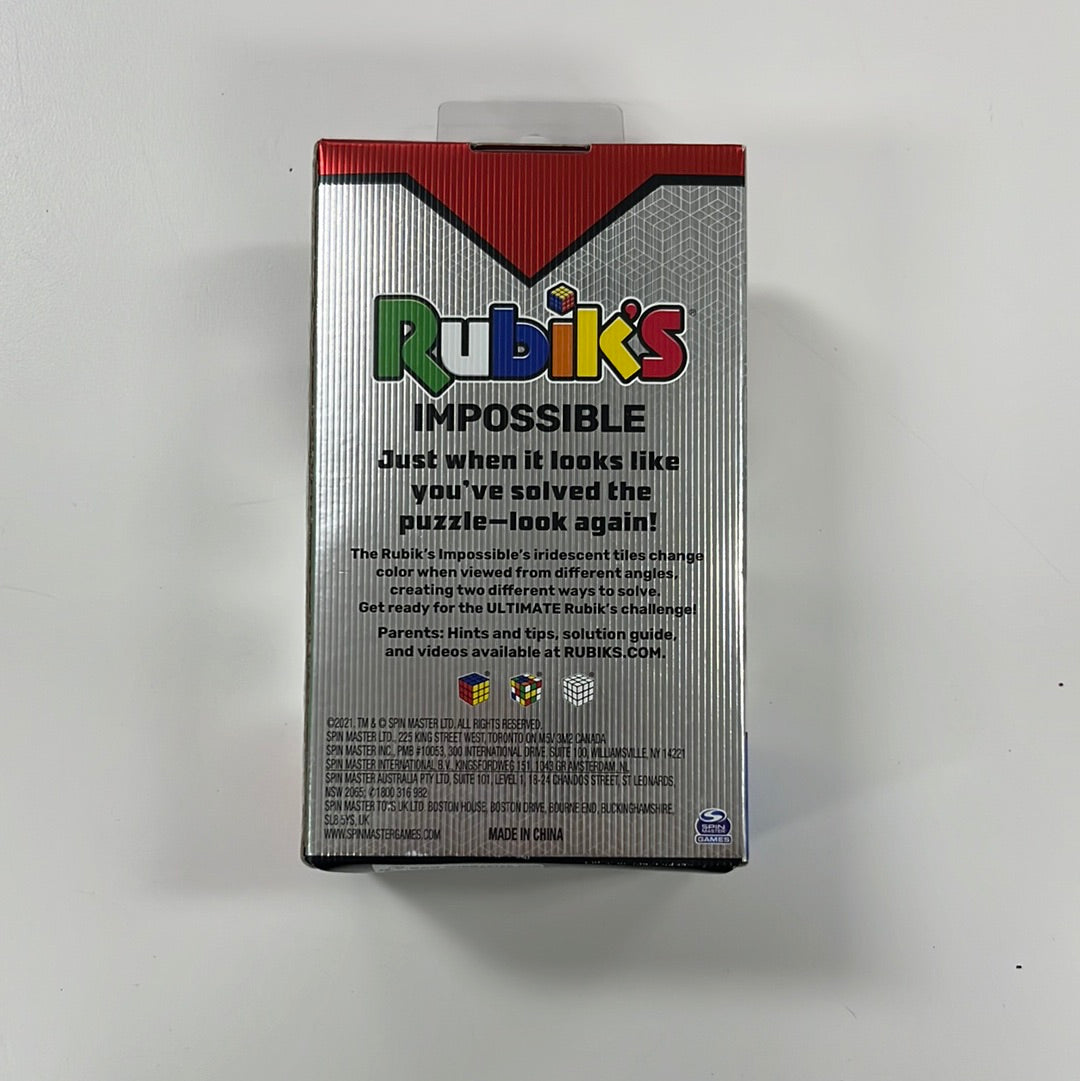 Rubik's®
IMPOSSIBLE
Just when it looks like
you've solved the
puzzle—look again!
The Rubik's Impossible's iridescent tiles change
color when viewed from different angles,
creating two different ways to solve.
Get ready for the ULTIMATE Rubik's challenge!
Parents: Hints and tips, solution guide,
and videos available at RUBIKS.COM.
©2021, TM & © SPIN MASTER LTD. ALL RIGHTS RESERVED.
SPIN MASTER LTD., 225 KING STREET WEST, TORONTO ON M5V 3M2 CANADA
SPIN MASTER INC., PMB #10053, 300 INTERNATIONAL DRIVE, SUITE 100, WILLIAMSVILLE, NY 14221
SPIN MASTER INTERNATIONAL B.V., KINGSFORDWEG 151, 1043 GR AMSTERDAM, NL
SPIN MASTER AUSTRALIA PTY LTD, SUITE 101, LEVEL 1, 18-24 CHANDOS STREET, ST LEONARDS,
NSW 2065; ✆1800 316 982
SPIN MASTER TOYS UK LTD. BOSTON HOUSE, BOSTON DRIVE, BOURNE END, BUCKINGHAMSHIRE,
SL8 5YS, UK
WWW.SPINMASTERGAMES.COM MADE IN CHINA
SPIN
MASTER
GAMES